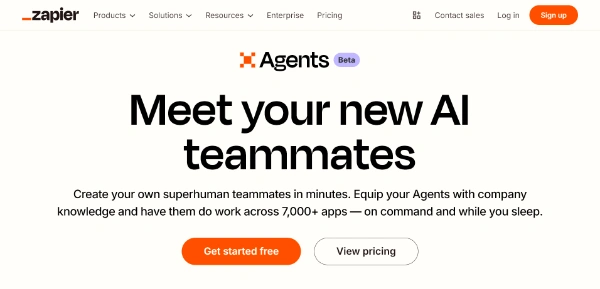 zapier Products Solutions Resources Enterprise Pricing Contact sales Log in Sign up
Agents Beta
Meet your new AI
teammates
Create your own superhuman teammates in minutes. Equip your Agents with company
knowledge and have them do work across 7,000+ apps — on command and while you sleep.
Get started free View pricing